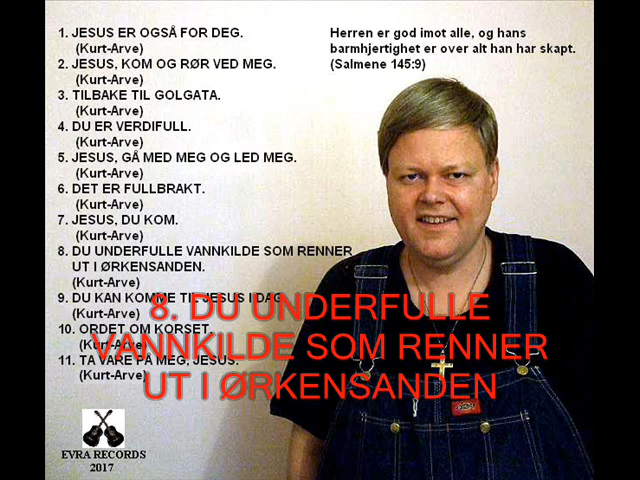 1. JESUS ER OGSÅ FOR DEG.
(Kurt-Arve)
2. JESUS, KOM OG RØR VED MEG.
(Kurt-Arve)
3. TILBAKE TIL GOLGATA.
(Kurt-Arve)
4. DU ER VERDIFULL.
(Kurt-Arve)
5. JESUS, GÅ MED MEG OG LED MEG.
(Kurt-Arve)
6. DET ER FULLBRAKT.
(Kurt-Arve)
7. JESUS, DU KOM.
(Kurt-Arve)
8. DU UNDERFULLE VANNKILDE SOM RENNER
UT I ØRKENSANDEN.
(Kurt-Arve)
9. DU KAN KOMME TIL JESUS I DAG.
(Kurt-Arve)
10. ORDET OM KORSET.
(Kurt-Arve)
11. TA VARE PÅ MEG, JESUS.
(Kurt-Arve)
Herren er god imot alle, og hans
barmhjertighet er over alt han har skapt.
(Salmene 145:9)
8. DU UNDERFULLE
VANNKILDE SOM RENNER
UT I ØRKENSANDEN
EVRA RECORDS
2017